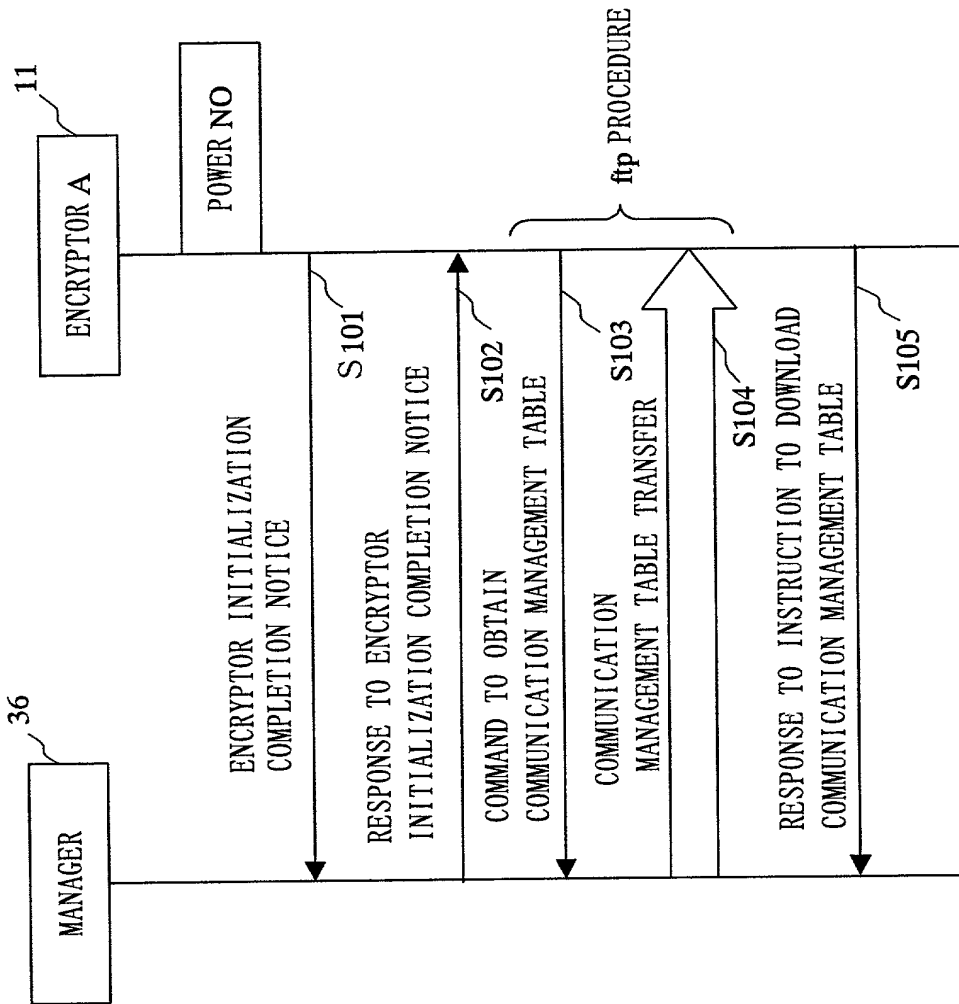 36
MANAGER
11
ENCRYPTOR A
POWER NO
ENCRYPTOR INITIALIZATION
COMPLETION NOTICE
S101
RESPONSE TO ENCRYPTOR
INITIALIZATION COMPLETION NOTICE
S102
COMMAND TO OBTAIN
COMMUNICATION MANAGEMENT TABLE
S103
ftp PROCEDURE
COMMUNICATION
MANAGEMENT TABLE TRANSFER
S104
RESPONSE TO INSTRUCTION TO DOWNLOAD
COMMUNICATION MANAGEMENT TABLE
S105